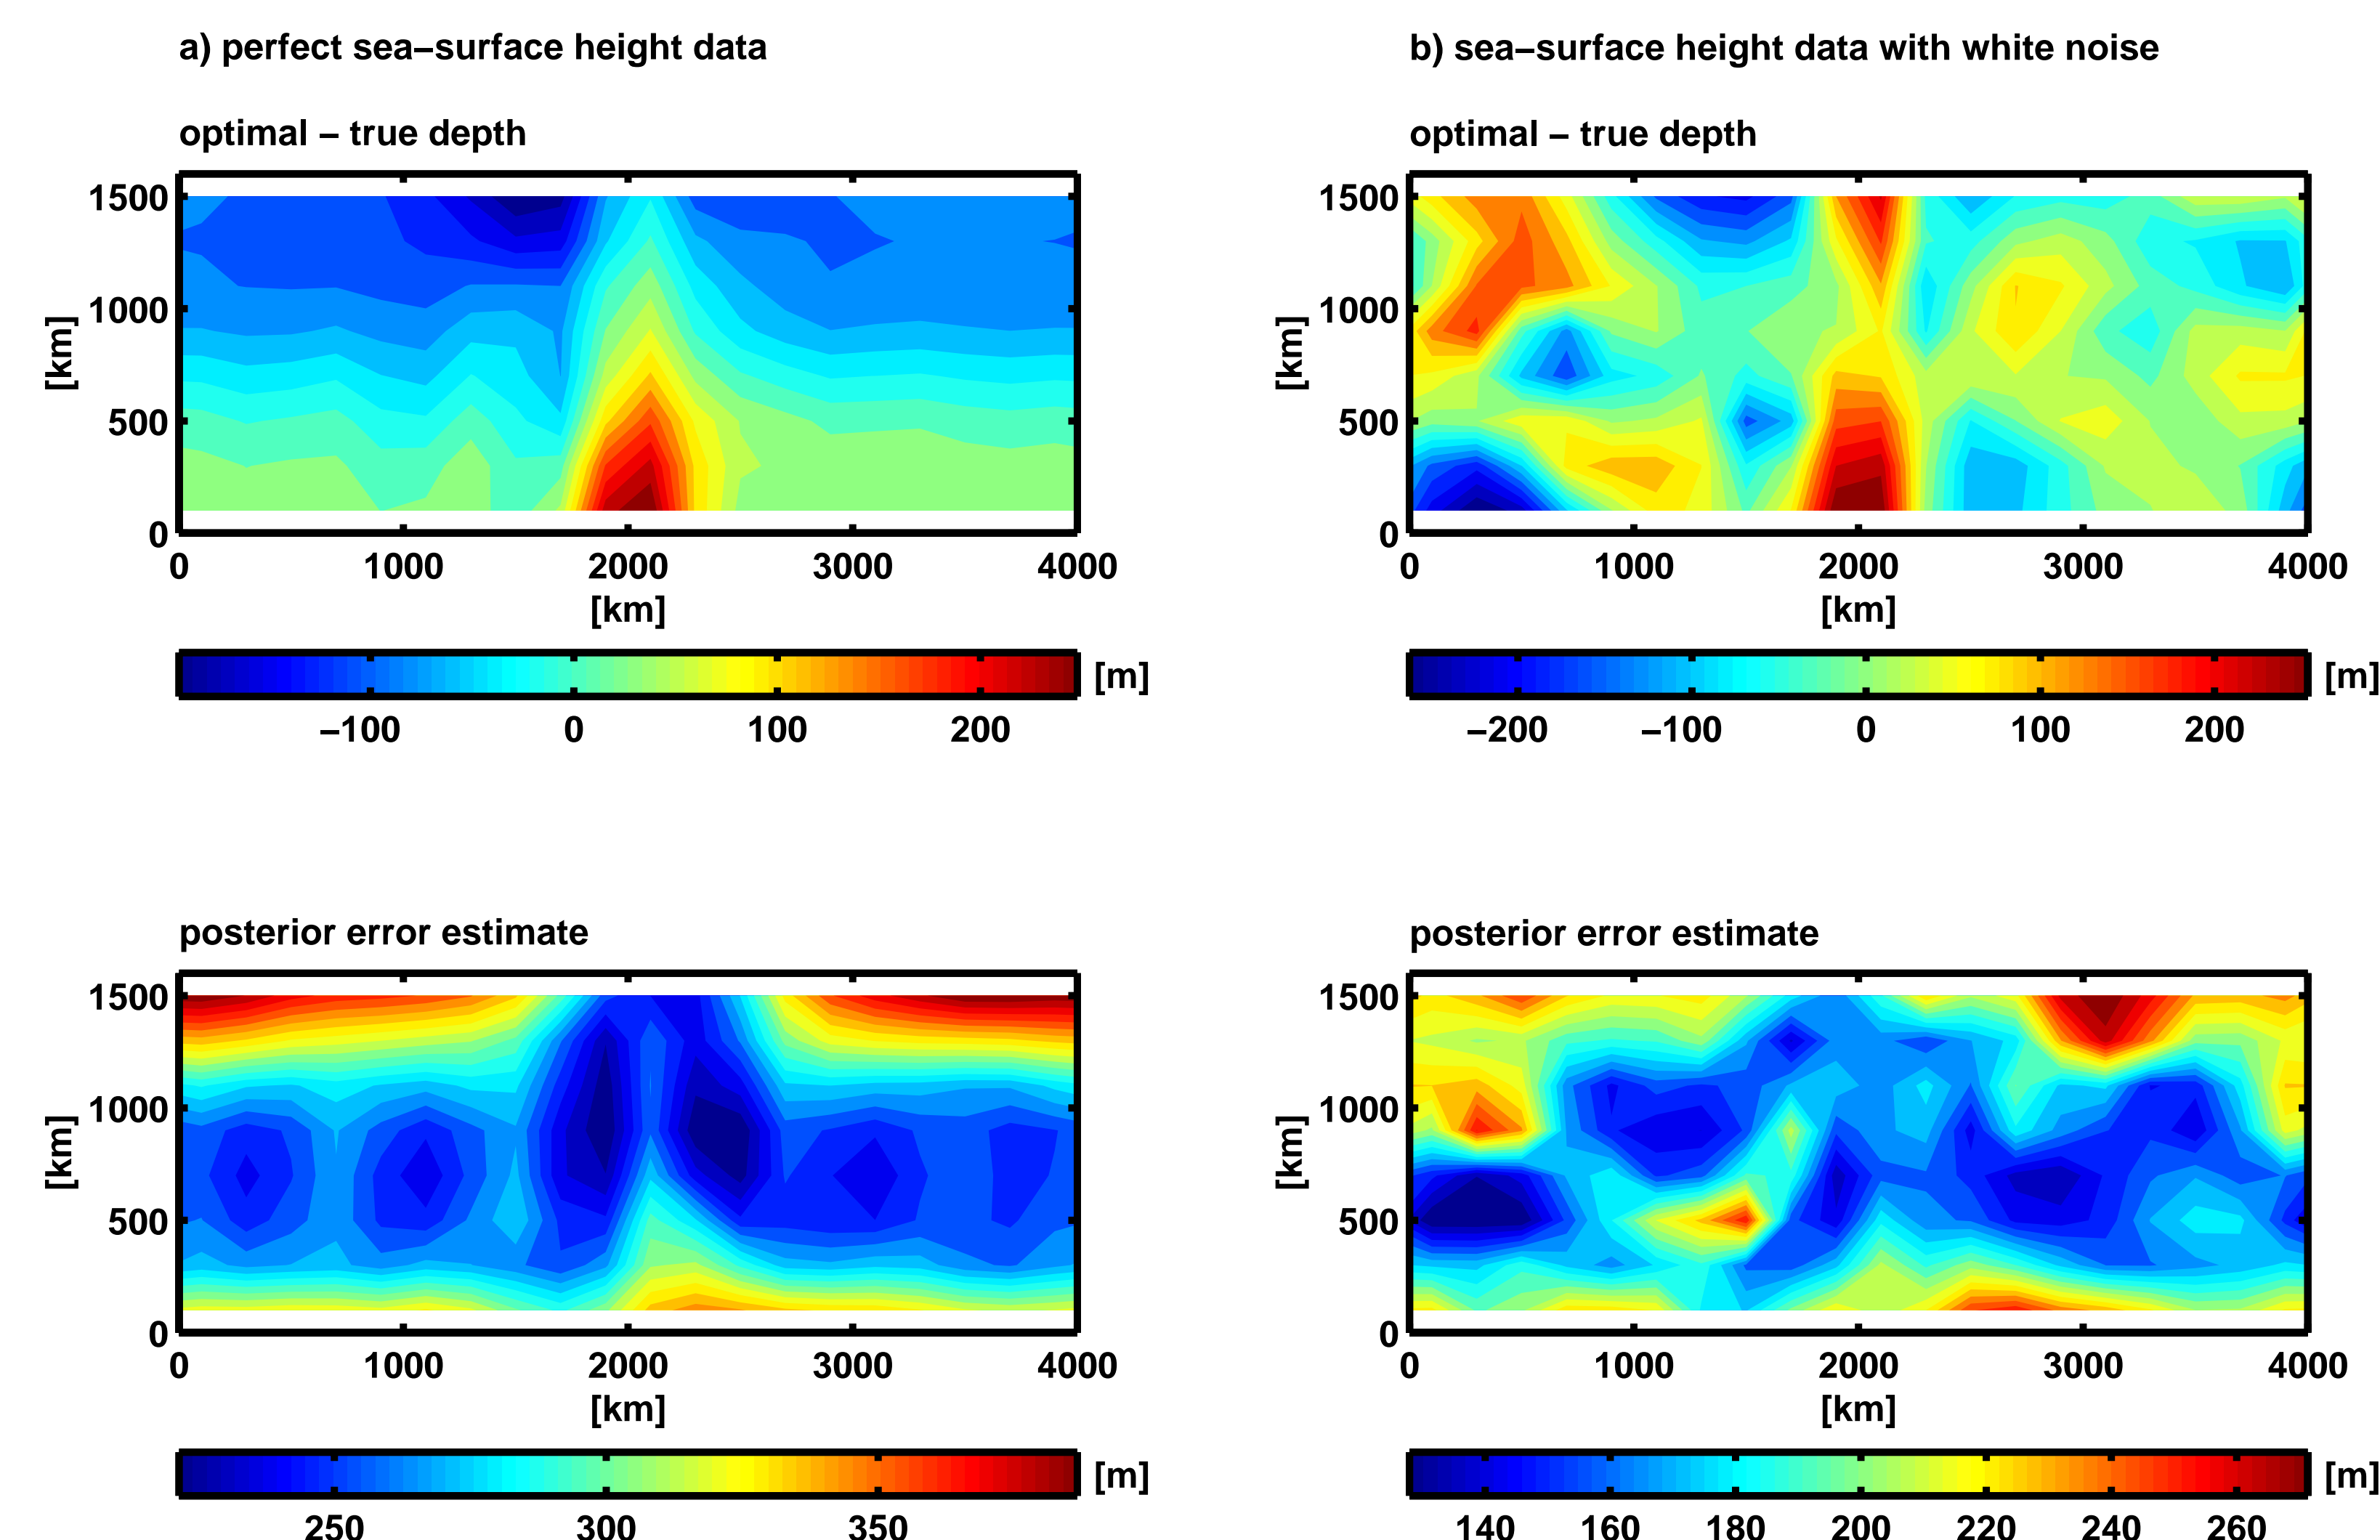 a) perfect sea–surface height data
optimal – true depth
1500
1000
500
0
[km]
0 1000 2000 3000 4000
[km]
[m]
–100 0 100 200
posterior error estimate
1500
1000
500
0
[km]
0 1000 2000 3000 4000
[km]
[m]
250 300 350
b) sea–surface height data with white noise
optimal – true depth
1500
1000
500
0
[km]
0 1000 2000 3000 4000
[km]
[m]
–200 –100 0 100 200
posterior error estimate
1500
1000
500
0
[km]
0 1000 2000 3000 4000
[km]
[m]
140 160 180 200 220 240 260